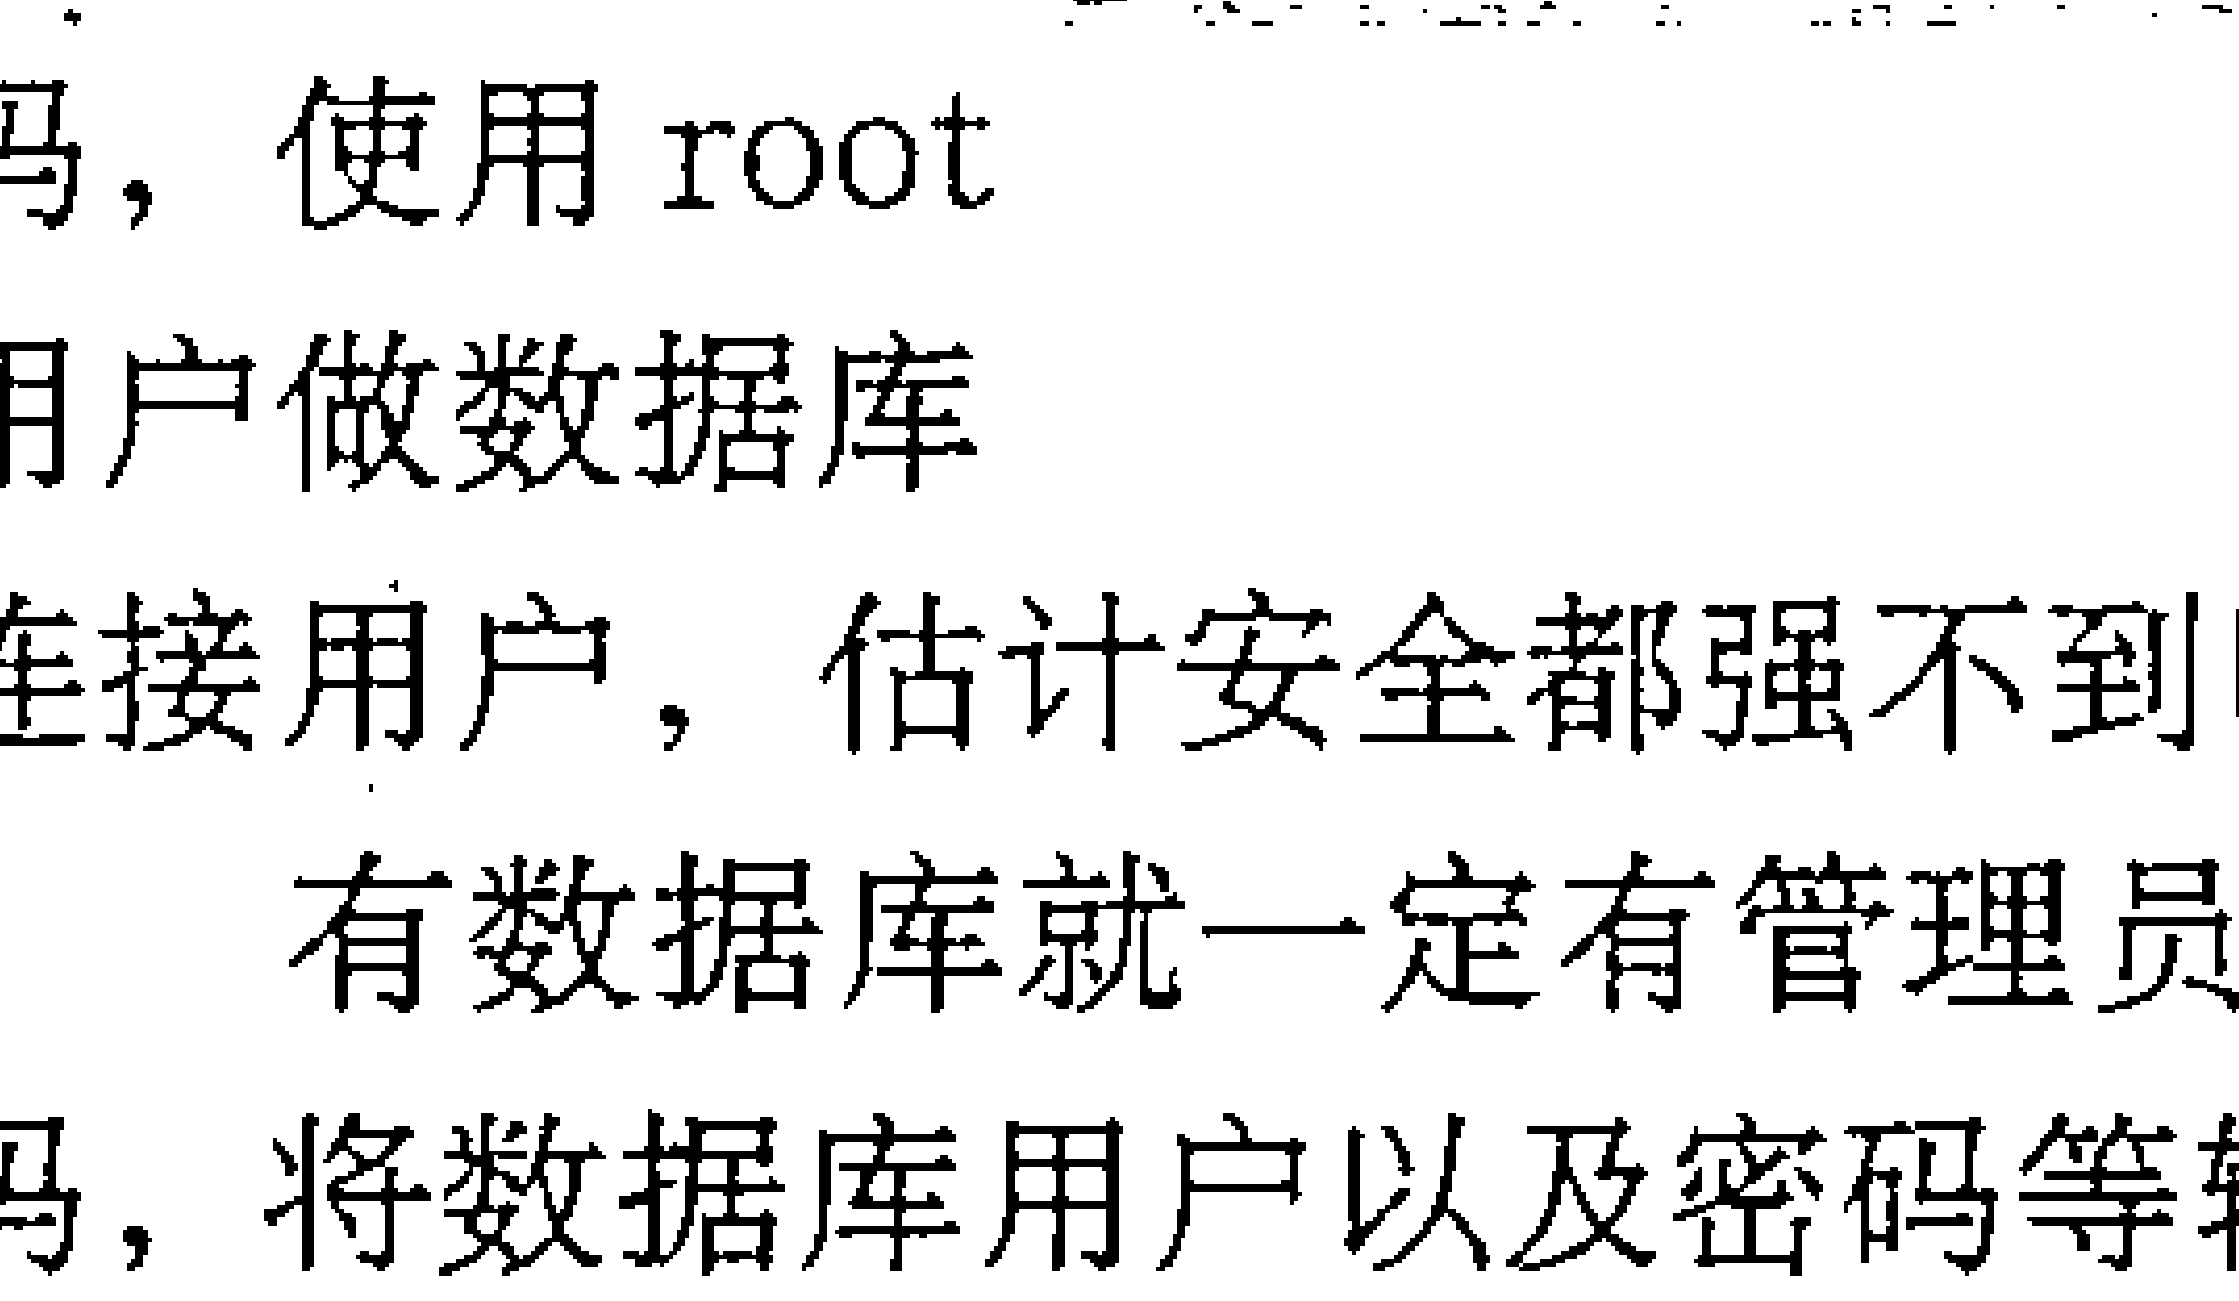 码，使用 root
用户做数据库
连接用户，估计安全都强不到
有数据库就一定有管理员
码，将数据库用户以及密码等